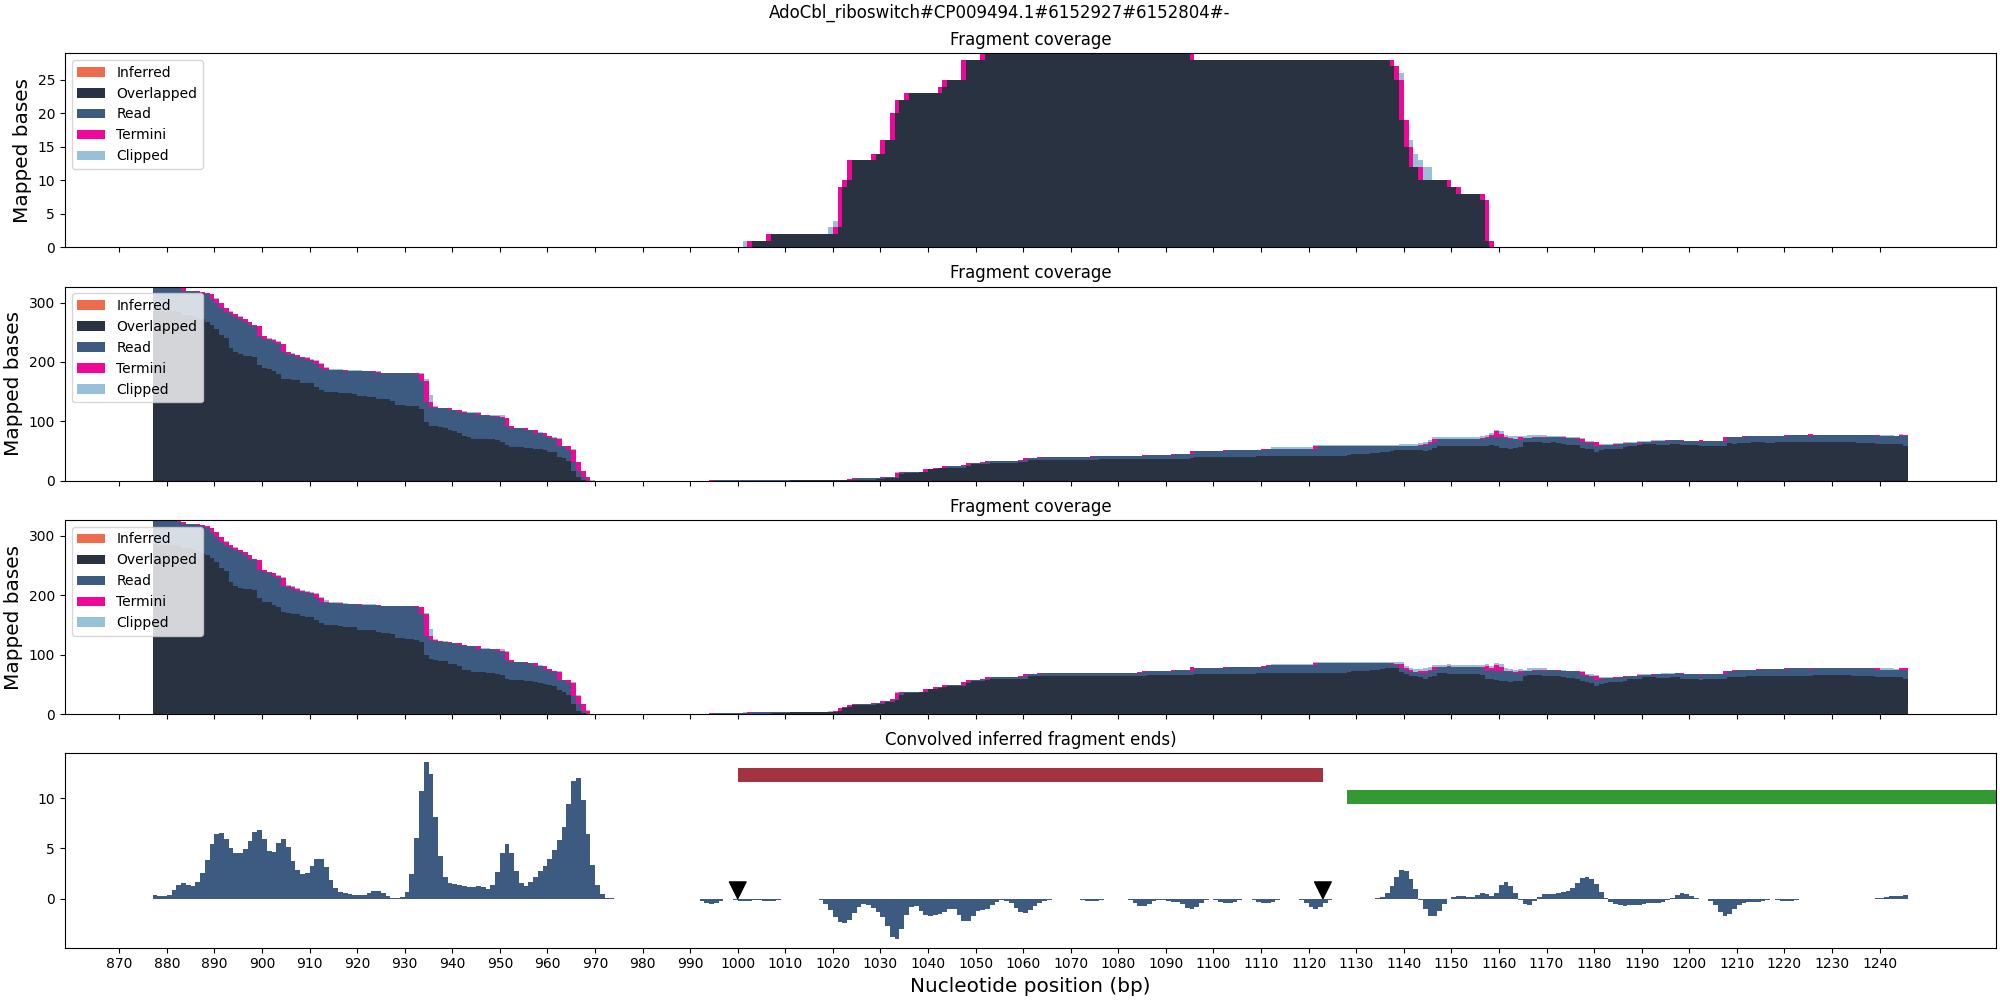 AdoCbl_riboswitch#CP009494.1#6152927#6152804#-
Fragment coverage
Mapped bases
25
20
15
10
5
0
Inferred
Overlapped
Read
Termini
Clipped
Fragment coverage
Mapped bases
300
200
100
0
Inferred
Overlapped
Read
Termini
Clipped
Fragment coverage
Mapped bases
300
200
100
0
Inferred
Overlapped
Read
Termini
Clipped
Convolved inferred fragment ends)
10
5
0
870 880 890 900 910 920 930 940 950 960 970 980 990 1000 1010 1020 1030 1040 1050 1060 1070 1080 1090 1100 1110 1120 1130 1140 1150 1160 1170 1180 1190 1200 1210 1220 1230 1240
Nucleotide position (bp)